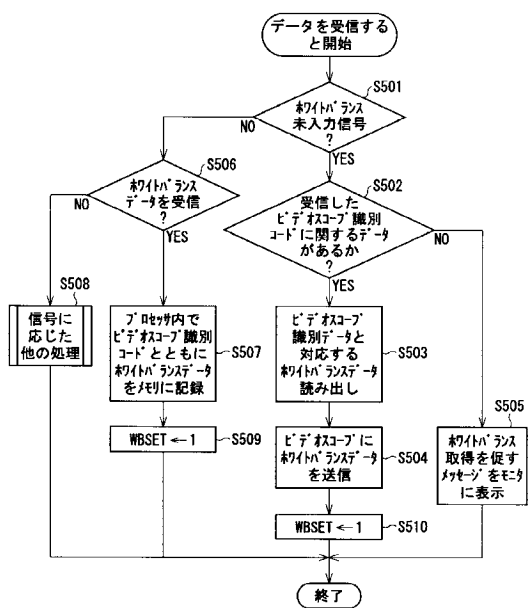 データを受信する
と開始
S501
ホワイトバランス
未入力信号
?
NO
YES
S506
ホワイトバランス
データを受信
?
NO
YES
S502
受信した
ビデオスコープ識別
コードに関するデータ
があるか
?
NO
YES
S508
信号に
応じた
他の処理
プロセッサ内で
ビデオスコープ識別
コードとともに
ホワイトバランスデータ
をメモリに記録
S507
ビデオスコープ
識別データと
対応する
ホワイトバランスデータ
読み出し
S503
WBSET ← 1
S509
ビデオスコープに
ホワイトバランスデータ
を送信
S504
S505
ホワイトバランス
取得を促す
メッセージをモニタ
に表示
WBSET ← 1
S510
終了